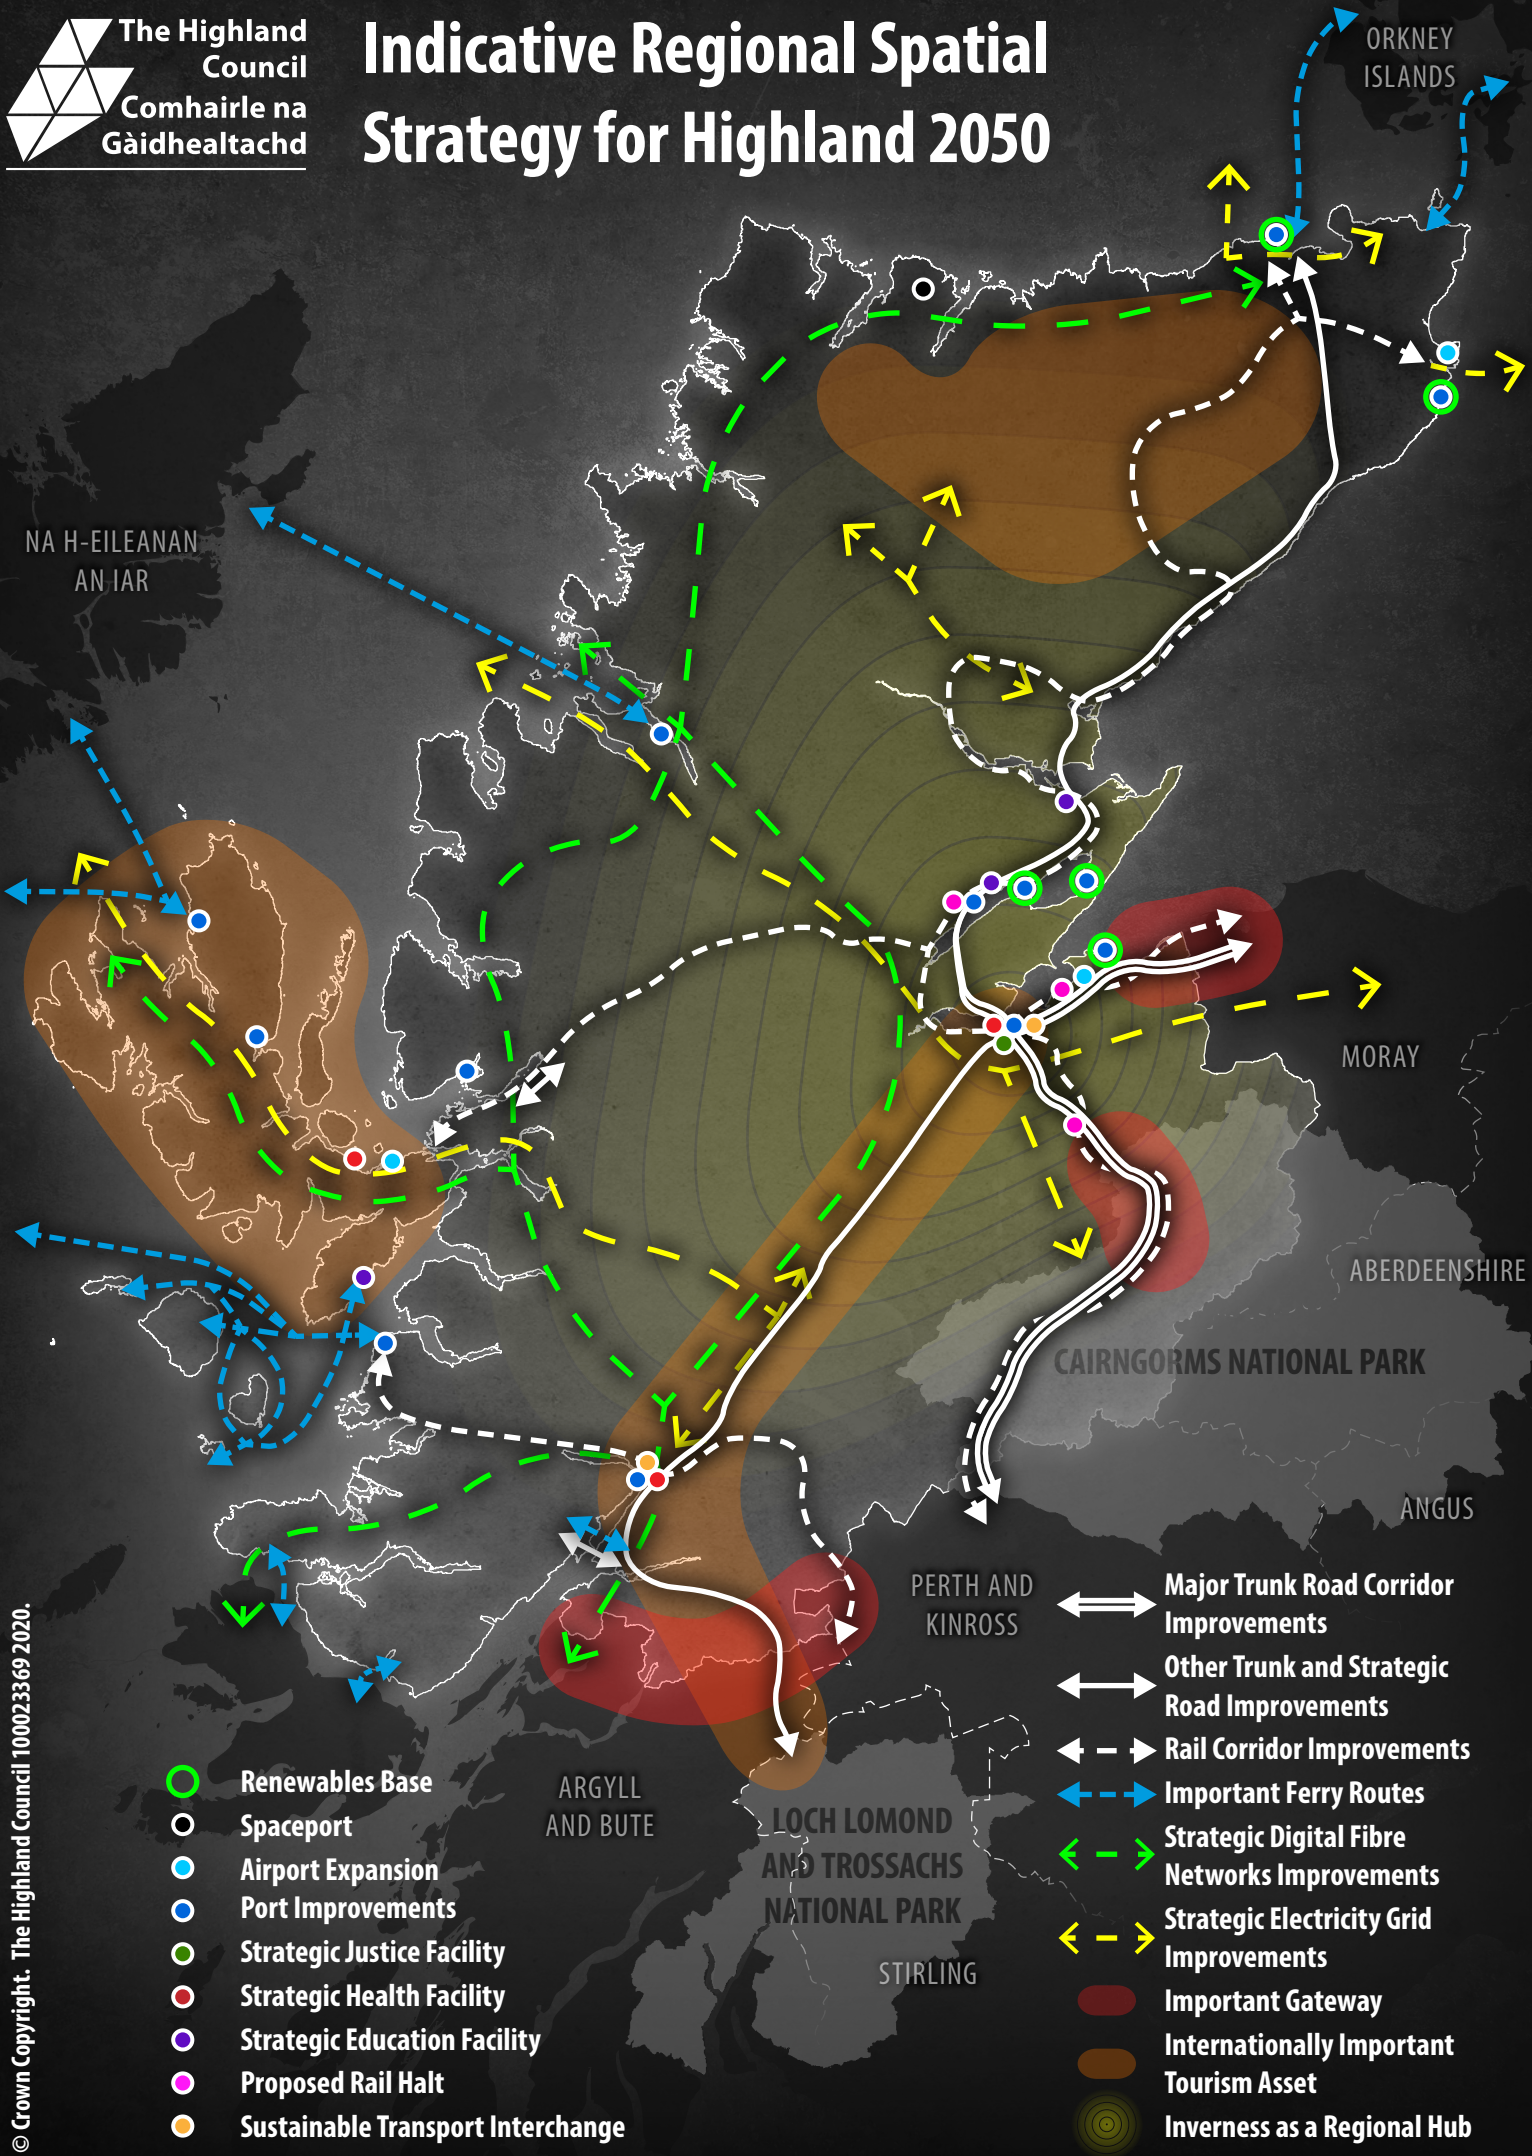 The Highland
Council
Comhairle na
Gàidhealtachd
Indicative Regional Spatial
Strategy for Highland 2050
ORKNEY
ISLANDS
NA H-EILEANAN
AN IAR
MORAY
ABERDEENSHIRE
CAIRNGORMS NATIONAL PARK
ANGUS
PERTH AND
KINROSS
ARGYLL
AND BUTE
LOCH LOMOND
AND TROSSACHS
NATIONAL PARK
STIRLING
Renewables Base
Spaceport
Airport Expansion
Port Improvements
Strategic Justice Facility
Strategic Health Facility
Strategic Education Facility
Proposed Rail Halt
Sustainable Transport Interchange
Major Trunk Road Corridor
Improvements
Other Trunk and Strategic
Road Improvements
Rail Corridor Improvements
Important Ferry Routes
Strategic Digital Fibre
Networks Improvements
Strategic Electricity Grid
Improvements
Important Gateway
Internationally Important
Tourism Asset
Inverness as a Regional Hub
© Crown Copyright. The Highland Council 100023369 2020.